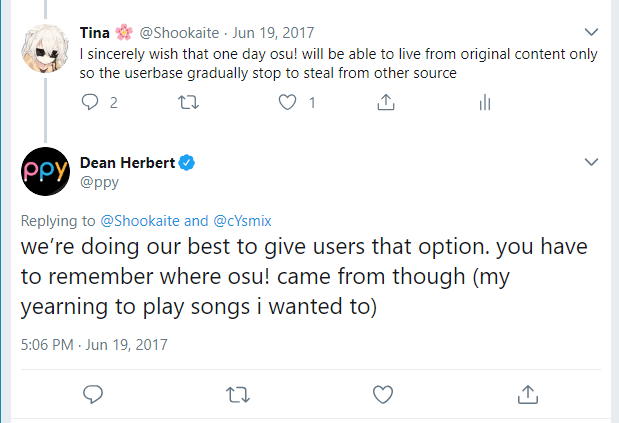 Tina 🌸 @Shookaite · Jun 19, 2017
I sincerely wish that one day osu! will be able to live from original content only
so the userbase gradually stop to steal from other source
2 1
ppy
Dean Herbert
@ppy
Replying to @Shookaite and @cYsmix
we're doing our best to give users that option. you have
to remember where osu! came from though (my
yearning to play songs i wanted to)
5:06 PM · Jun 19, 2017